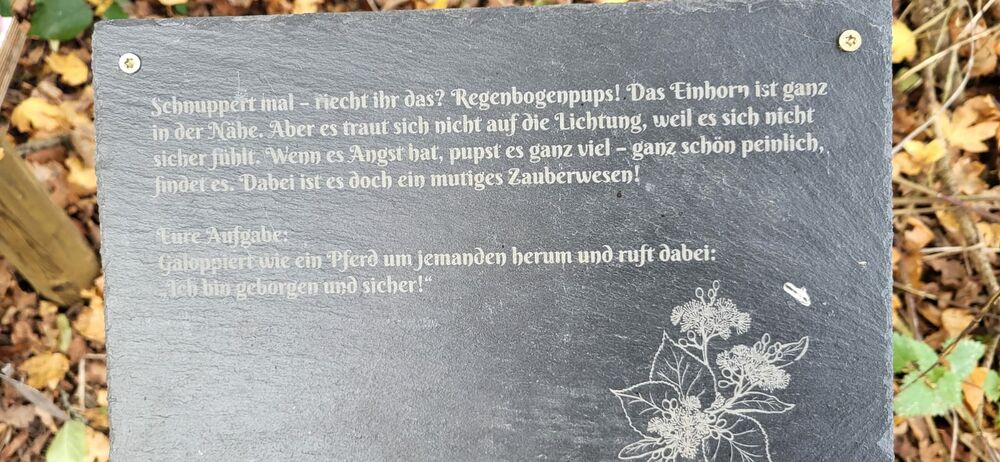 Schnuppert mal – riecht ihr das? Regenbogenpups! Das Einhorn ist ganz
in der Nähe. Aber es traut sich nicht auf die Lichtung, weil es sich nicht
sicher fühlt. Wenn es Angst hat, pupst es ganz viel – ganz schön peinlich,
findet es. Dabei ist es doch ein mutiges Zauberwesen!
Eure Aufgabe:
Galoppiert wie ein Pferd um jemanden herum und ruft dabei:
„Ich bin geborgen und sicher!“